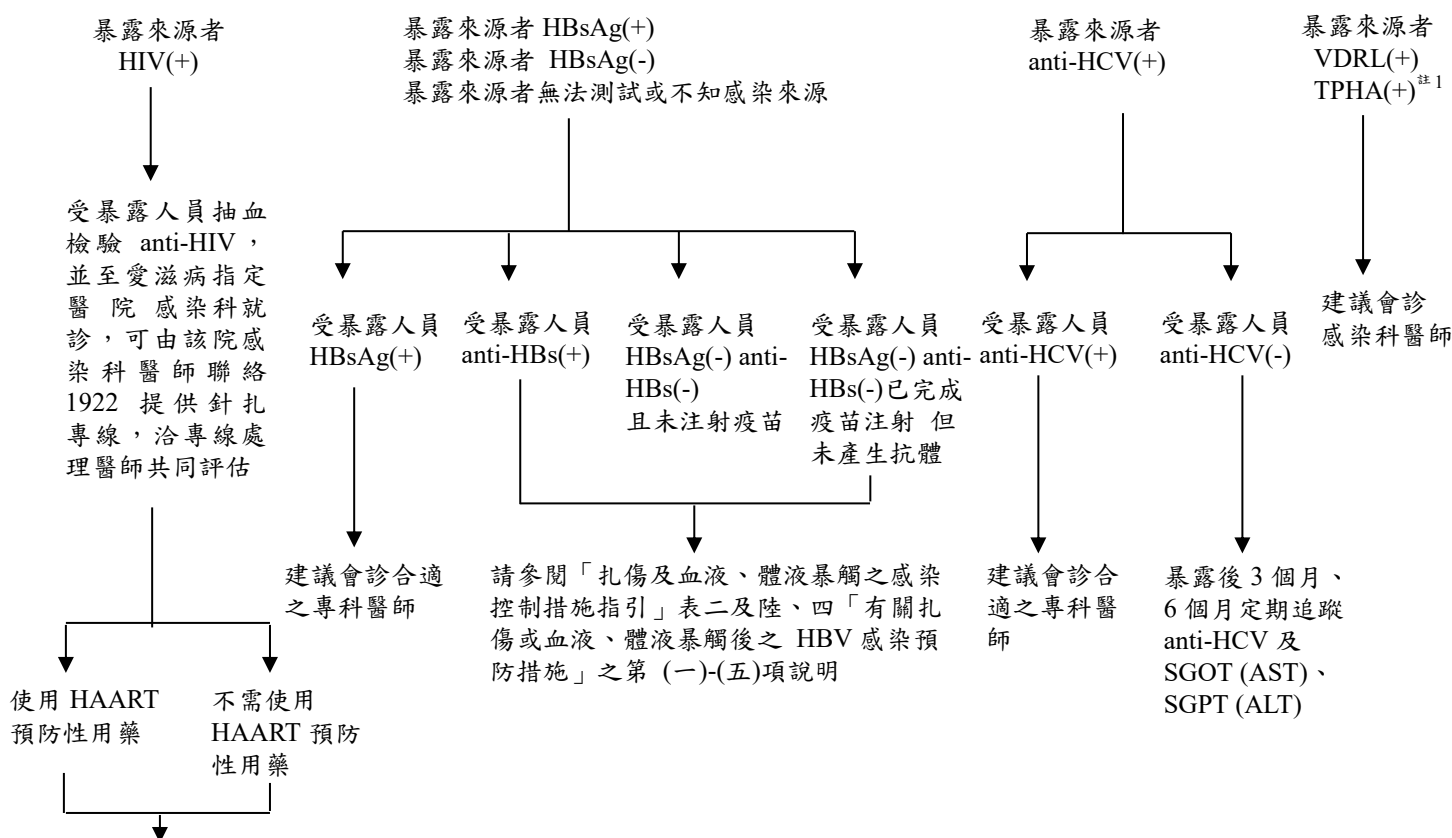 暴露來源者
HIV(+)
暴露來源者 HBsAg(+)
暴露來源者 HBsAg(-)
暴露來源者無法測試或不知感染來源
暴露來源者
anti-HCV(+)
暴露來源者
VDRL(+)
TPHA(+)註1
受暴露人員抽血
檢驗 anti-HIV，
並至愛滋病指定
醫院 感染科就
診，可由該院感
染科醫師聯絡
1922 提供針扎
專線，洽專線處
理醫師共同評估
受暴露人員
HBsAg(+)
受暴露人員
anti-HBs(+)
受暴露人員
HBsAg(-) anti-
HBs(-)
且未注射疫苗
受暴露人員
HBsAg(-) anti-
HBs(-)已完成
疫苗注射 但
未產生抗體
受暴露人員
anti-HCV(+)
受暴露人員
anti-HCV(-)
建議會診
感染科醫師
建議會診合適
之專科醫師
請參閱「扎傷及血液、體液暴觸之感染
控制措施指引」表二及陸、四「有關扎
傷或血液、體液暴觸後之 HBV 感染預
防措施」之第 (一)-(五)項說明
建議會診合
適之專科醫
師
暴露後 3 個月、
6 個月定期追蹤
anti-HCV 及
SGOT (AST)、
SGPT (ALT)
使用 HAART
預防性用藥
不需使用
HAART 預防
性用藥